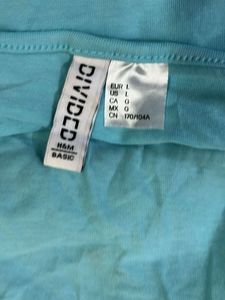 DIVIDED
H&M
BASIC
EUR L
US L
CA G
MX G
CN 170/104A